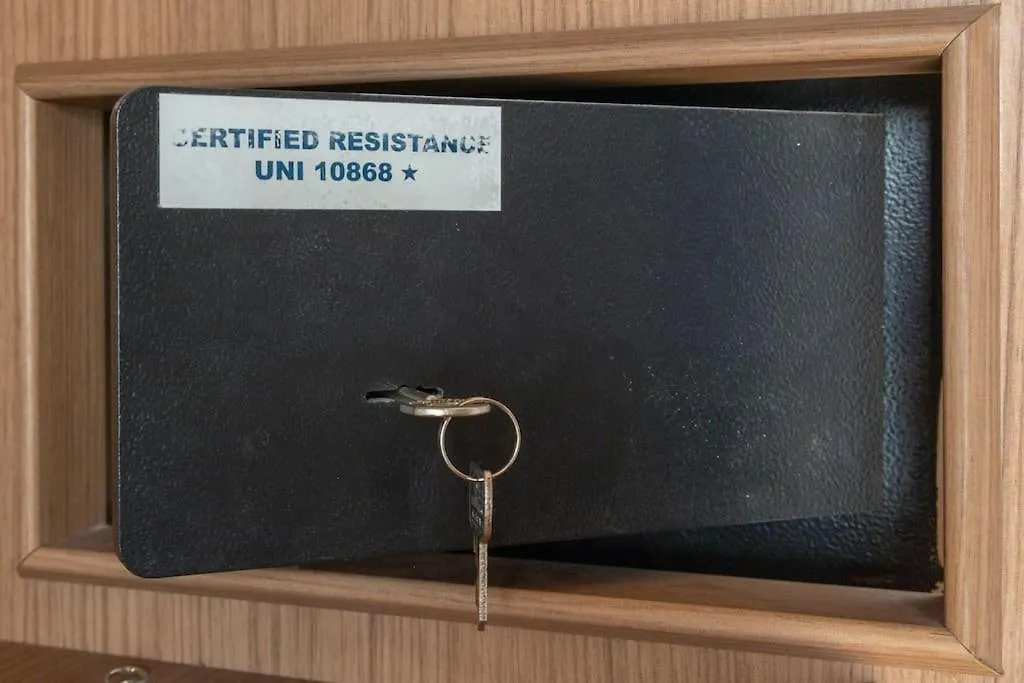 CERTIFIED RESISTANCE
UNI 10868 ★